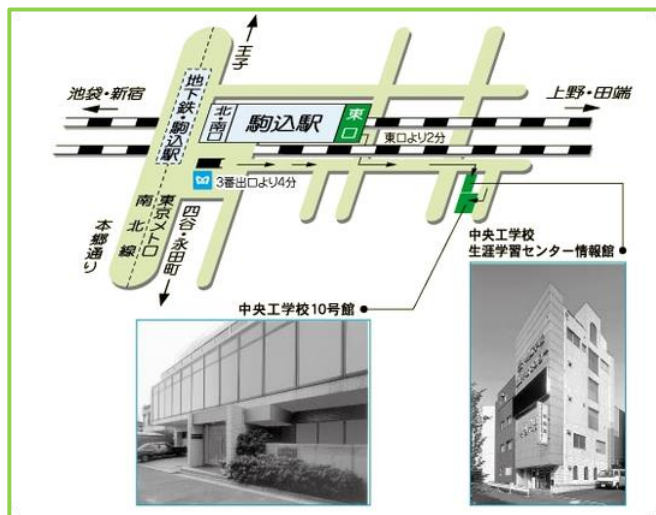 王子
池袋・新宿
上野・田端
地下鉄・駒込駅
北・南口
駒込駅
東口
東口より2分
3番出口より4分
東京メトロ
南北線
本郷通り
四谷・永田町
中央工学校
生涯学習センター情報館
中央工学校10号館